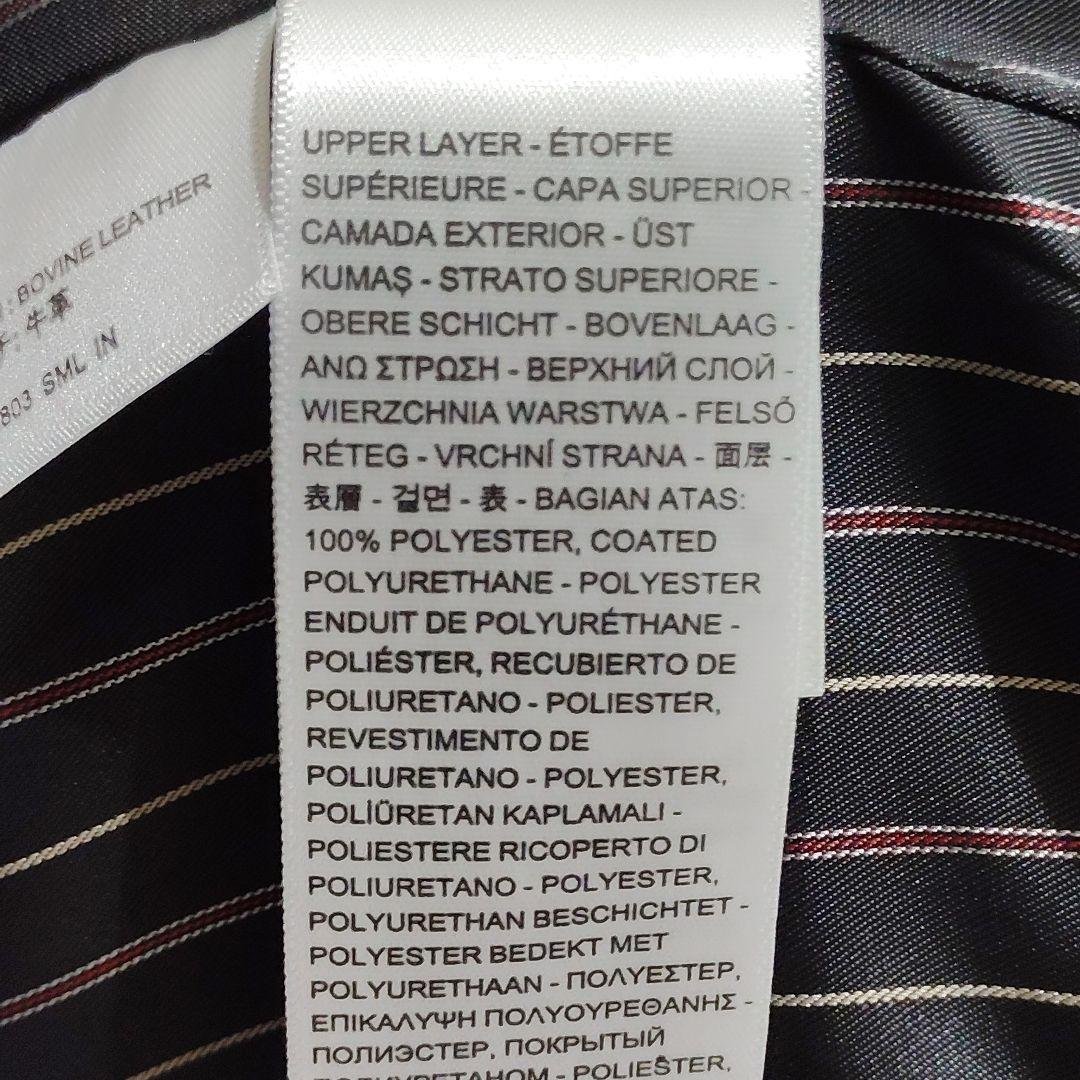 : BOVINE LEATHER
: 牛革
803 SML IN
UPPER LAYER - ÉTOFFE
SUPÉRIEURE - CAPA SUPERIOR -
CAMADA EXTERIOR - ÜST
KUMAŞ - STRATO SUPERIORE -
OBERE SCHICHT - BOVENLAAG -
ΑΝΩ ΣΤΡΩΣΗ - ВЕРХНИЙ СЛОЙ -
WIERZCHNIA WARSTWA - FELSŐ
RÉTEG - VRCHNÍ STRANA - 面层 -
表層 - 겉면 - 表 - BAGIAN ATAS:
100% POLYESTER, COATED
POLYURETHANE - POLYESTER
ENDUIT DE POLYURÉTHANE -
POLIÉSTER, RECUBIERTO DE
POLIURETANO - POLIESTER,
REVESTIMENTO DE
POLIURETANO - POLYESTER,
POLİÜRETAN KAPLAMALI -
POLIESTERE RICOPERTO DI
POLIURETANO - POLYESTER,
POLYURETHAN BESCHICHTET -
POLYESTER BEDEKT MET
POLYURETHAAN - ΠΟΛΥΕΣΤΕΡ,
ΕΠΙΚΑΛΥΨΗ ΠΟΛΥΟΥΡΕΘΑΝΗΣ -
ПОЛИЭСТЕР, ПОКРЫТЫЙ
ПОЛИУРЕТАНОМ - POLIESTER,